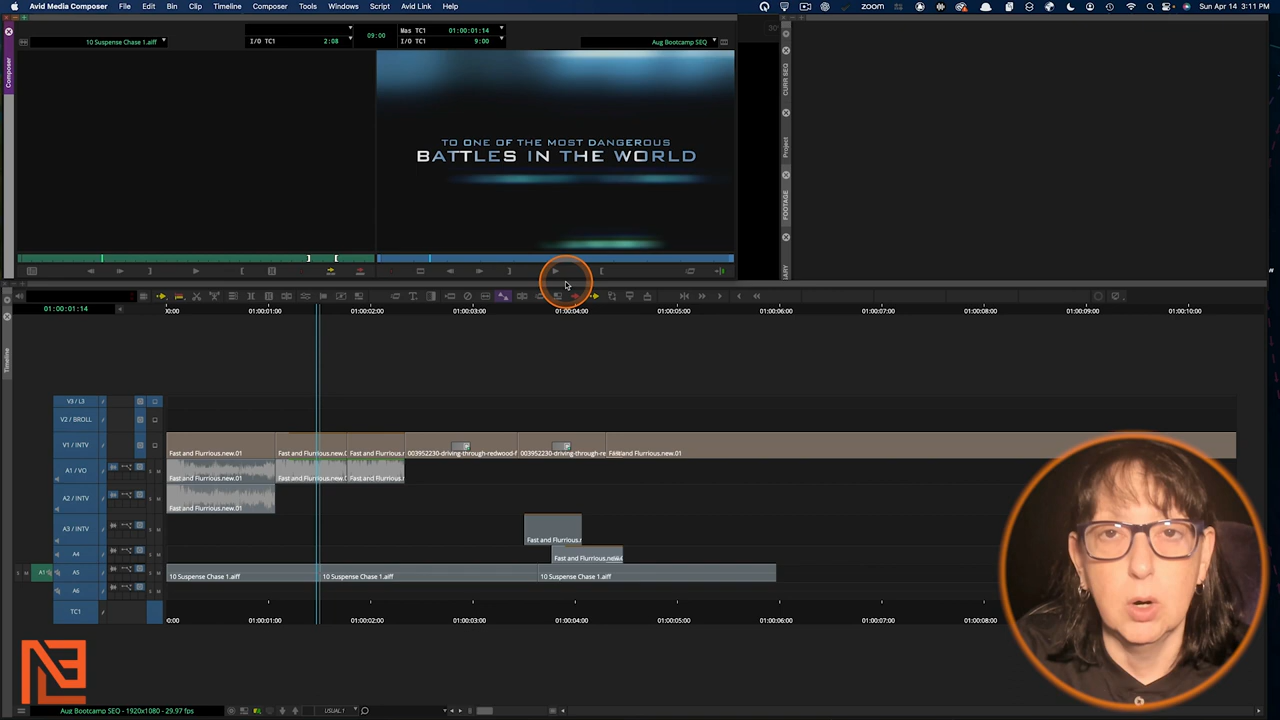 Avid Media Composer File Edit Bin Clip Timeline Composer Tools Windows Script Avid Link Help
zoom Sun Apr 14 3:11 PM
Composer
10 Suspense Chase 1.aiff
I/O TC1 2:08
09:00
Mas TC1 01:00:01:14
I/O TC1 9:00
Aug Bootcamp SEQ
30
TO ONE OF THE MOST DANGEROUS
BATTLES IN THE WORLD
CURR SEQ
Project
FOOTAGE
01:00:01:14
Timeline
x:00 01:00:01:00 01:00:02:00 01:00:03:00 01:00:04:00 01:00:05:00 01:00:06:00 01:00:07:00 01:00:08:00 01:00:09:00 01:00:10:00
V3 / L3
V2 / BROLL
V1 / INTV
Fast and Flurrious.new.01 Fast and Flurrious.new.0 Fast and Flurrious.n 003952230-driving-through-redwood-f 003952230-driving-through-re Fast and Flurrious.new.01
A1 / VO
Fast and Flurrious.new.01 Fast and Flurrious.new.0 Fast and Flurrious.n
A2 / INTV
Fast and Flurrious.new.01
A3 / INTV
Fast and Flurrious.n
A4
Fast and Flurrious.new
S M A1 A5 S M
10 Suspense Chase 1.aiff 10 Suspense Chase 1.aiff 10 Suspense Chase 1.aiff
A6
TC1
x:00 01:00:01:00 01:00:02:00 01:00:03:00 01:00:04:00 01:00:05:00 01:00:06:00 01:00:07:00 01:00:08:00
Aug Bootcamp SEQ - 1920x1080 - 29.97 fps
USUAL1